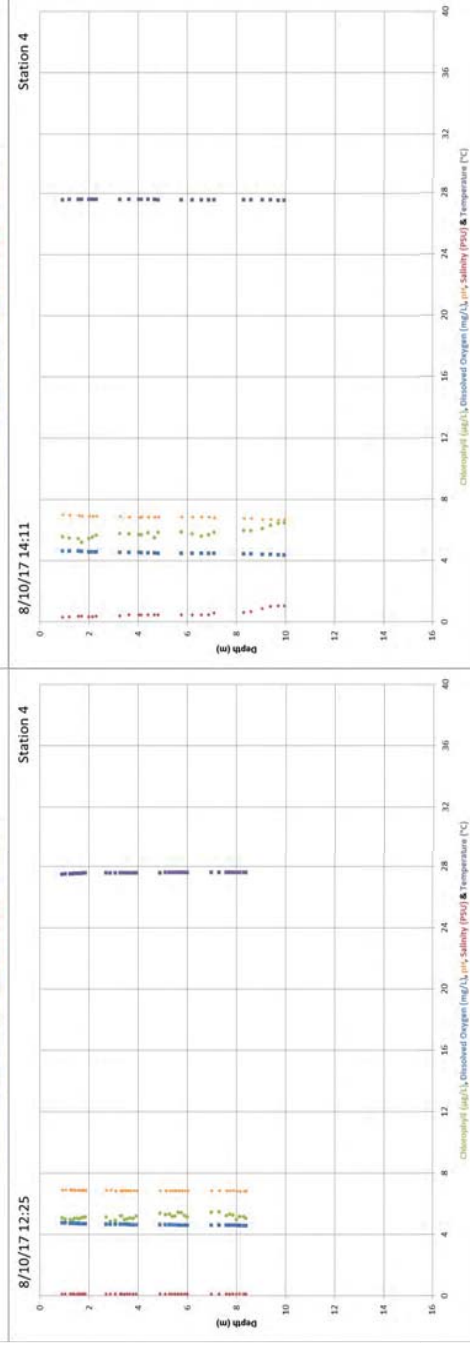 8/10/17 12:25
Station 4
0
2
4
6
8
10
12
14
16
Depth (m)
0 4 8 12 16 20 24 28 32 36 40
Chlorophyll (µg/L), Dissolved Oxygen (mg/L), pH, Salinity (PSU) & Temperature (°C)
8/10/17 14:11
Station 4
0
2
4
6
8
10
12
14
16
Depth (m)
0 4 8 12 16 20 24 28 32 36 40
Chlorophyll (µg/L), Dissolved Oxygen (mg/L), pH, Salinity (PSU) & Temperature (°C)